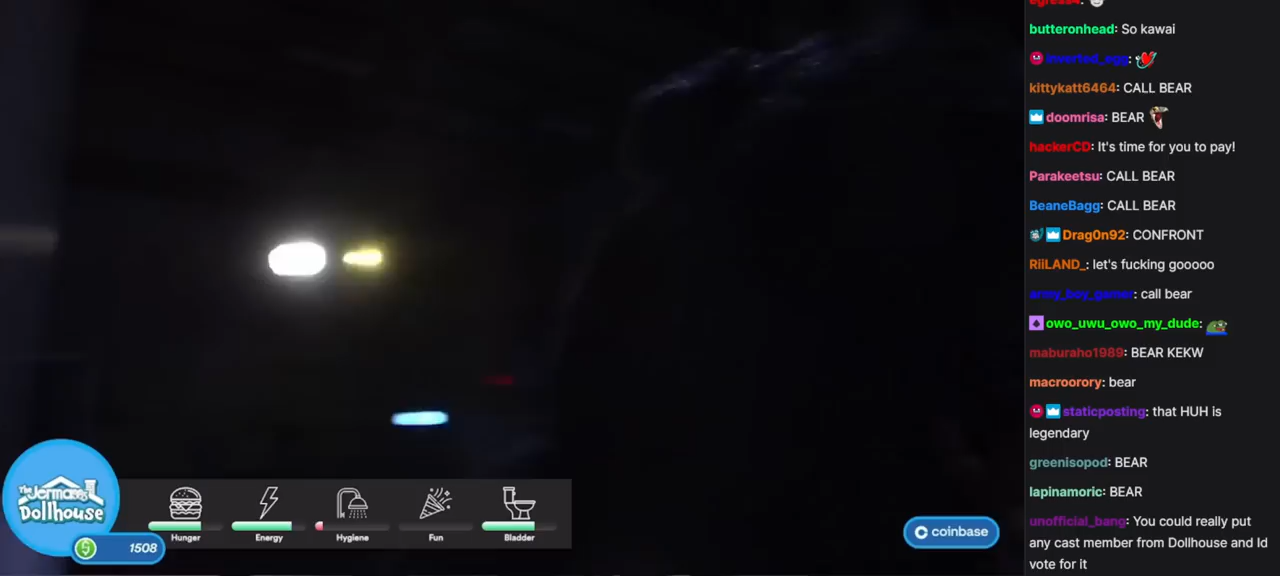 egress4:
butteronhead: So kawai
inverted_egg:
kittykatt6464: CALL BEAR
doomrisa: BEAR
hackerCD: It's time for you to pay!
Parakeetsu: CALL BEAR
BeaneBagg: CALL BEAR
Drag0n92: CONFRONT
RiiLAND_: let's fucking gooooo
army_boy_gamer: call bear
owo_uwu_owo_my_dude:
maburaho1989: BEAR KEKW
macroorory: bear
staticposting: that HUH is
legendary
greenisopod: BEAR
lapinamoric: BEAR
unofficial_bang: You could really put
any cast member from Dollhouse and Id
vote for it
The Jerma985
Dollhouse
1508
Hunger
Energy
Hygiene
Fun
Bladder
coinbase